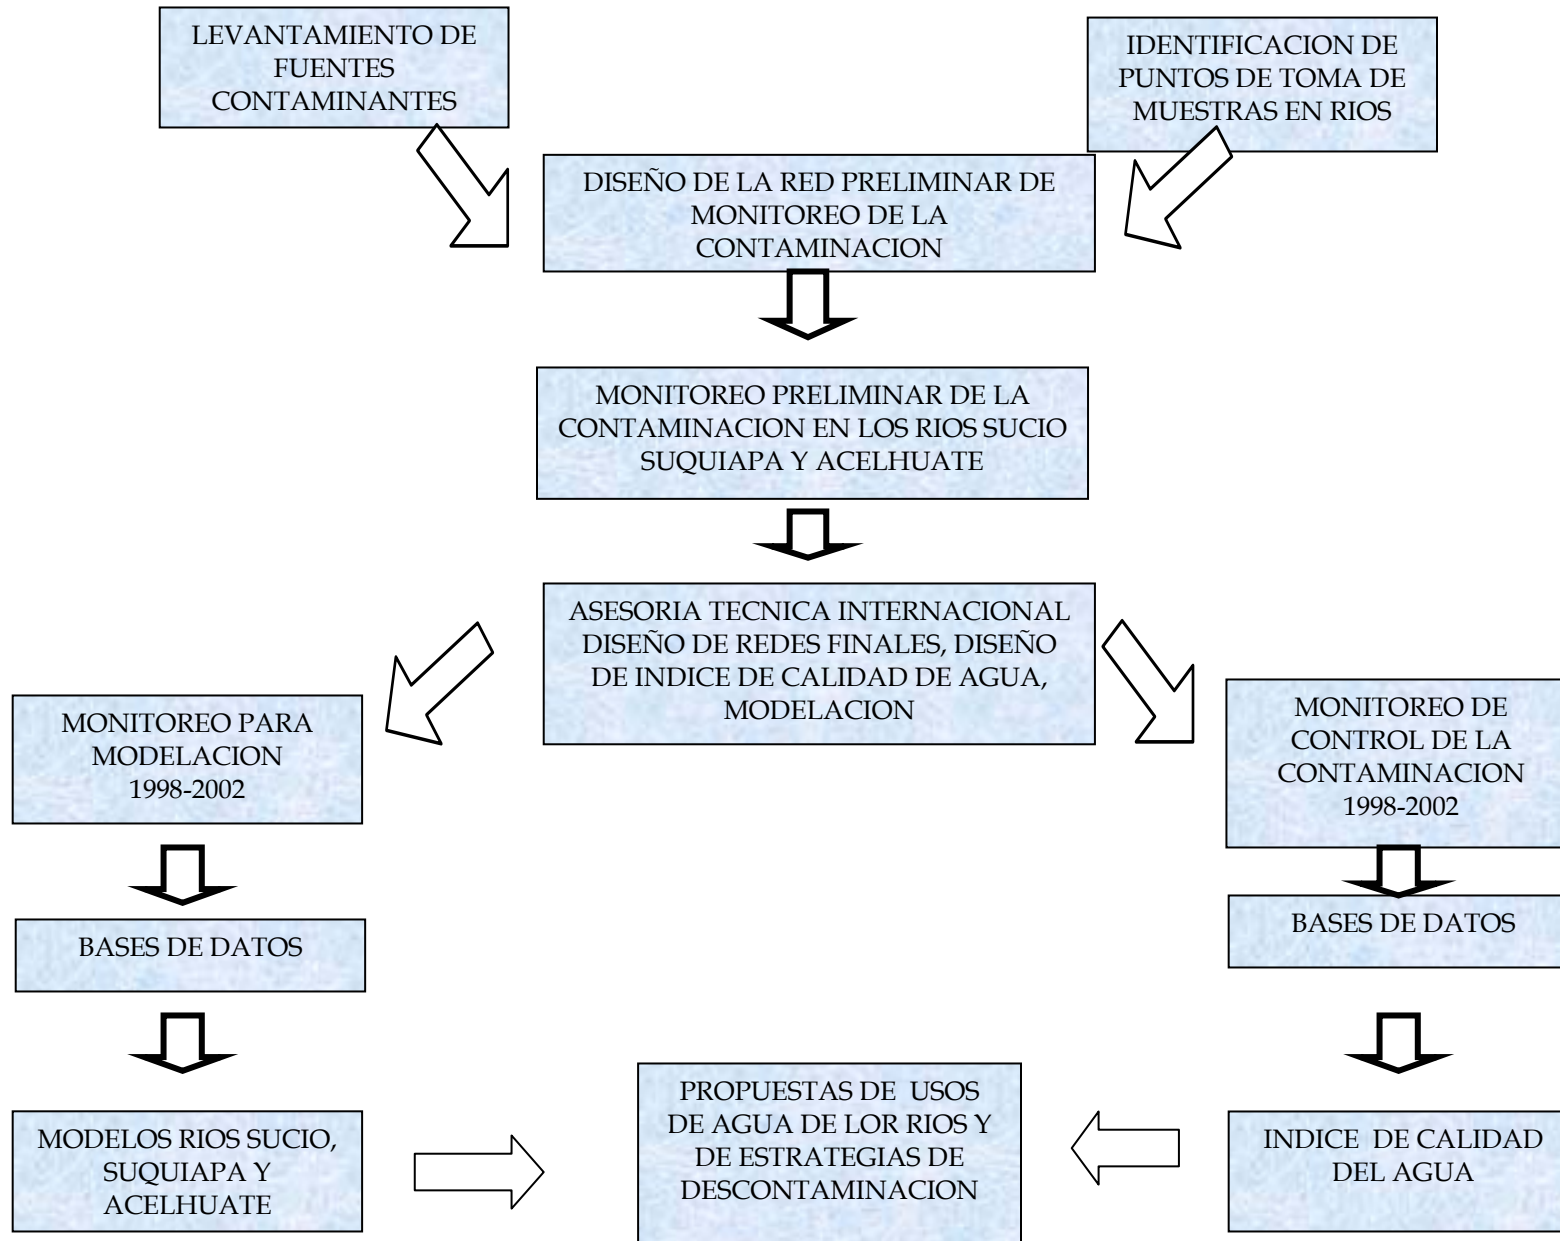 LEVANTAMIENTO DE
FUENTES
CONTAMINANTES
IDENTIFICACION DE
PUNTOS DE TOMA DE
MUESTRAS EN RIOS
DISEÑO DE LA RED PRELIMINAR DE
MONITOREO DE LA
CONTAMINACION
MONITOREO PRELIMINAR DE LA
CONTAMINACION EN LOS RIOS SUCIO
SUQUIAPA Y ACELHUATE
ASESORIA TECNICA INTERNACIONAL
DISEÑO DE REDES FINALES, DISEÑO
DE INDICE DE CALIDAD DE AGUA,
MODELACION
MONITOREO PARA
MODELACION
1998-2002
MONITOREO DE
CONTROL DE LA
CONTAMINACION
1998-2002
BASES DE DATOS
BASES DE DATOS
MODELOS RIOS SUCIO,
SUQUIAPA Y
ACELHUATE
PROPUESTAS DE  USOS
DE AGUA DE LOR RIOS Y
DE ESTRATEGIAS DE
DESCONTAMINACION
INDICE  DE CALIDAD
DEL AGUA